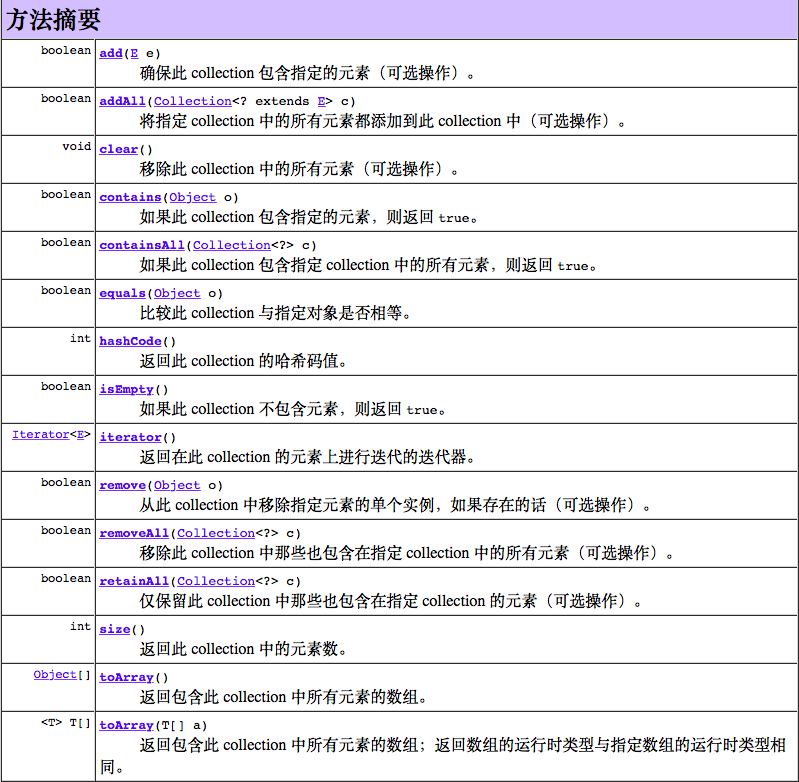 方法摘要
boolean add(E e)
确保此 collection 包含指定的元素（可选操作）。
boolean addAll(Collection<? extends E> c)
将指定 collection 中的所有元素都添加到此 collection 中（可选操作）。
void clear()
移除此 collection 中的所有元素（可选操作）。
boolean contains(Object o)
如果此 collection 包含指定的元素，则返回 true。
boolean containsAll(Collection<?> c)
如果此 collection 包含指定 collection 中的所有元素，则返回 true。
boolean equals(Object o)
比较此 collection 与指定对象是否相等。
int hashCode()
返回此 collection 的哈希码值。
boolean isEmpty()
如果此 collection 不包含元素，则返回 true。
Iterator<E> iterator()
返回在此 collection 的元素上进行迭代的迭代器。
boolean remove(Object o)
从此 collection 中移除指定元素的单个实例，如果存在的话（可选操作）。
boolean removeAll(Collection<?> c)
移除此 collection 中那些也包含在指定 collection 中的所有元素（可选操作）。
boolean retainAll(Collection<?> c)
仅保留此 collection 中那些也包含在指定 collection 的元素（可选操作）。
int size()
返回此 collection 中的元素数。
Object[] toArray()
返回包含此 collection 中所有元素的数组。
<T> T[] toArray(T[] a)
返回包含此 collection 中所有元素的数组；返回数组的运行时类型与指定数组的运行时类型相
同。